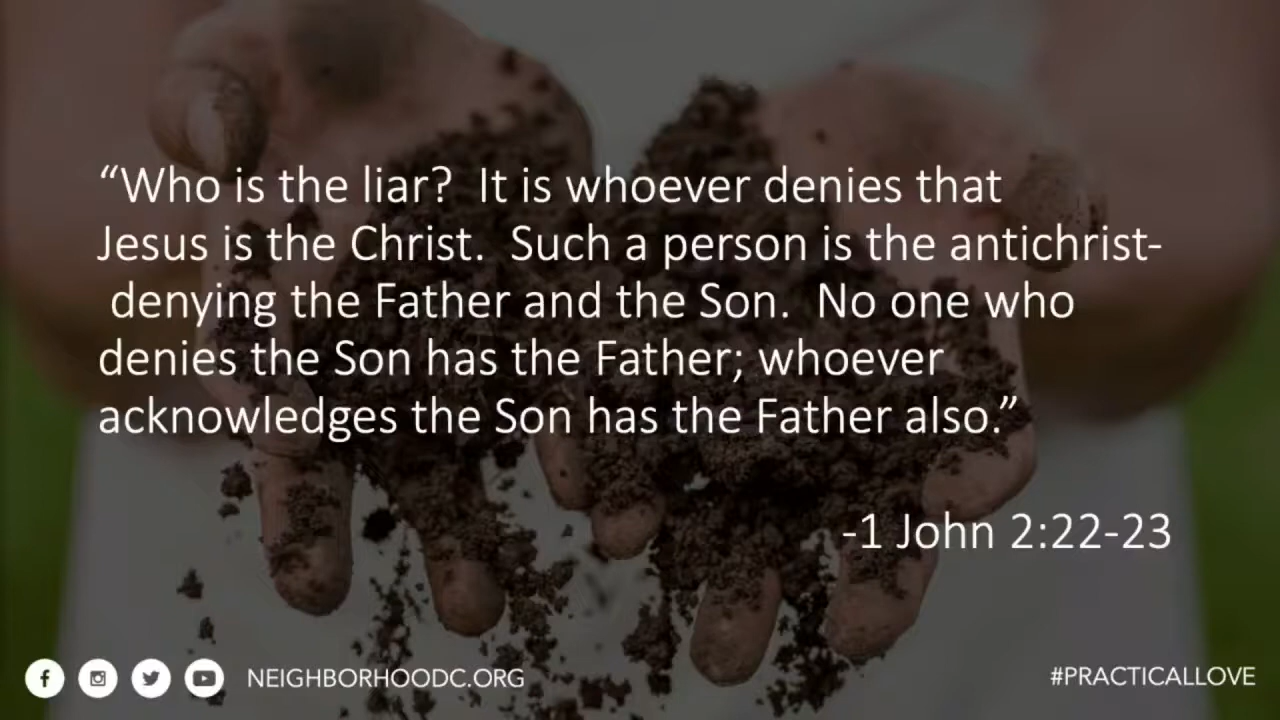 “Who is the liar?  It is whoever denies that
Jesus is the Christ.  Such a person is the antichrist-
denying the Father and the Son.  No one who
denies the Son has the Father; whoever
acknowledges the Son has the Father also.”
-1 John 2:22-23
NEIGHBORHOODC.ORG
#PRACTICALLOVE